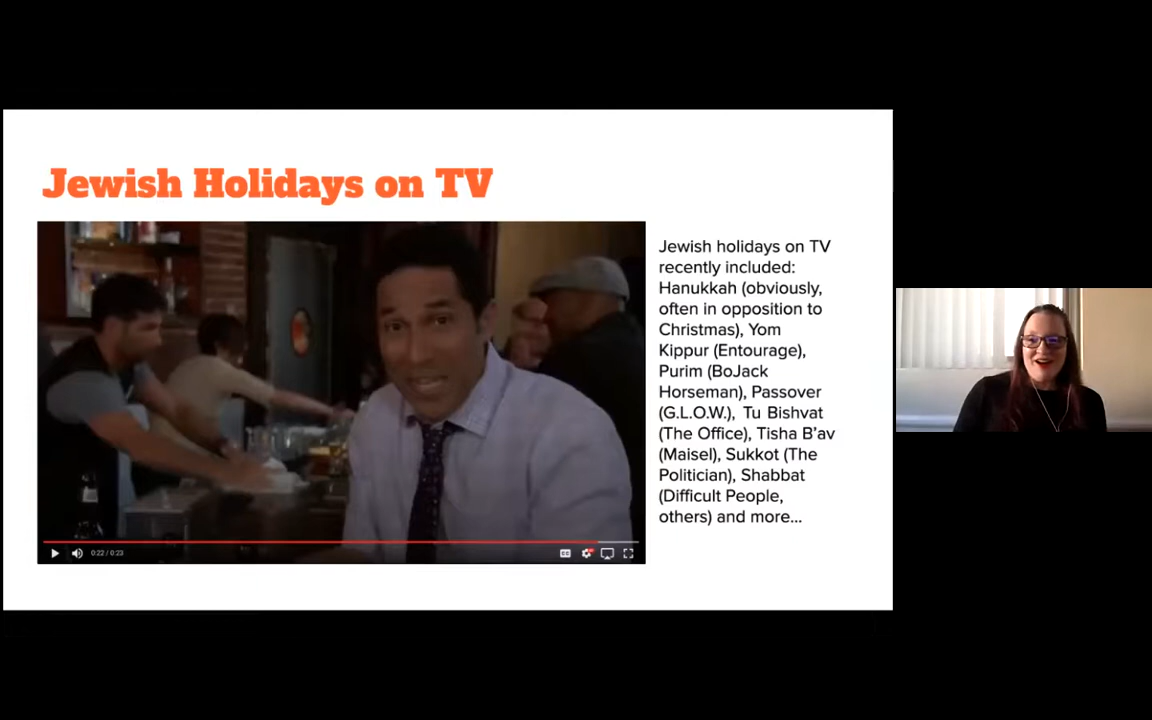 Jewish Holidays on TV
Jewish holidays on TV
recently included:
Hanukkah (obviously,
often in opposition to
Christmas), Yom
Kippur (Entourage),
Purim (BoJack
Horseman), Passover
(G.L.O.W.), Tu Bishvat
(The Office), Tisha B’av
(Maisel), Sukkot (The
Politician), Shabbat
(Difficult People,
others) and more...
0:22 / 0:23